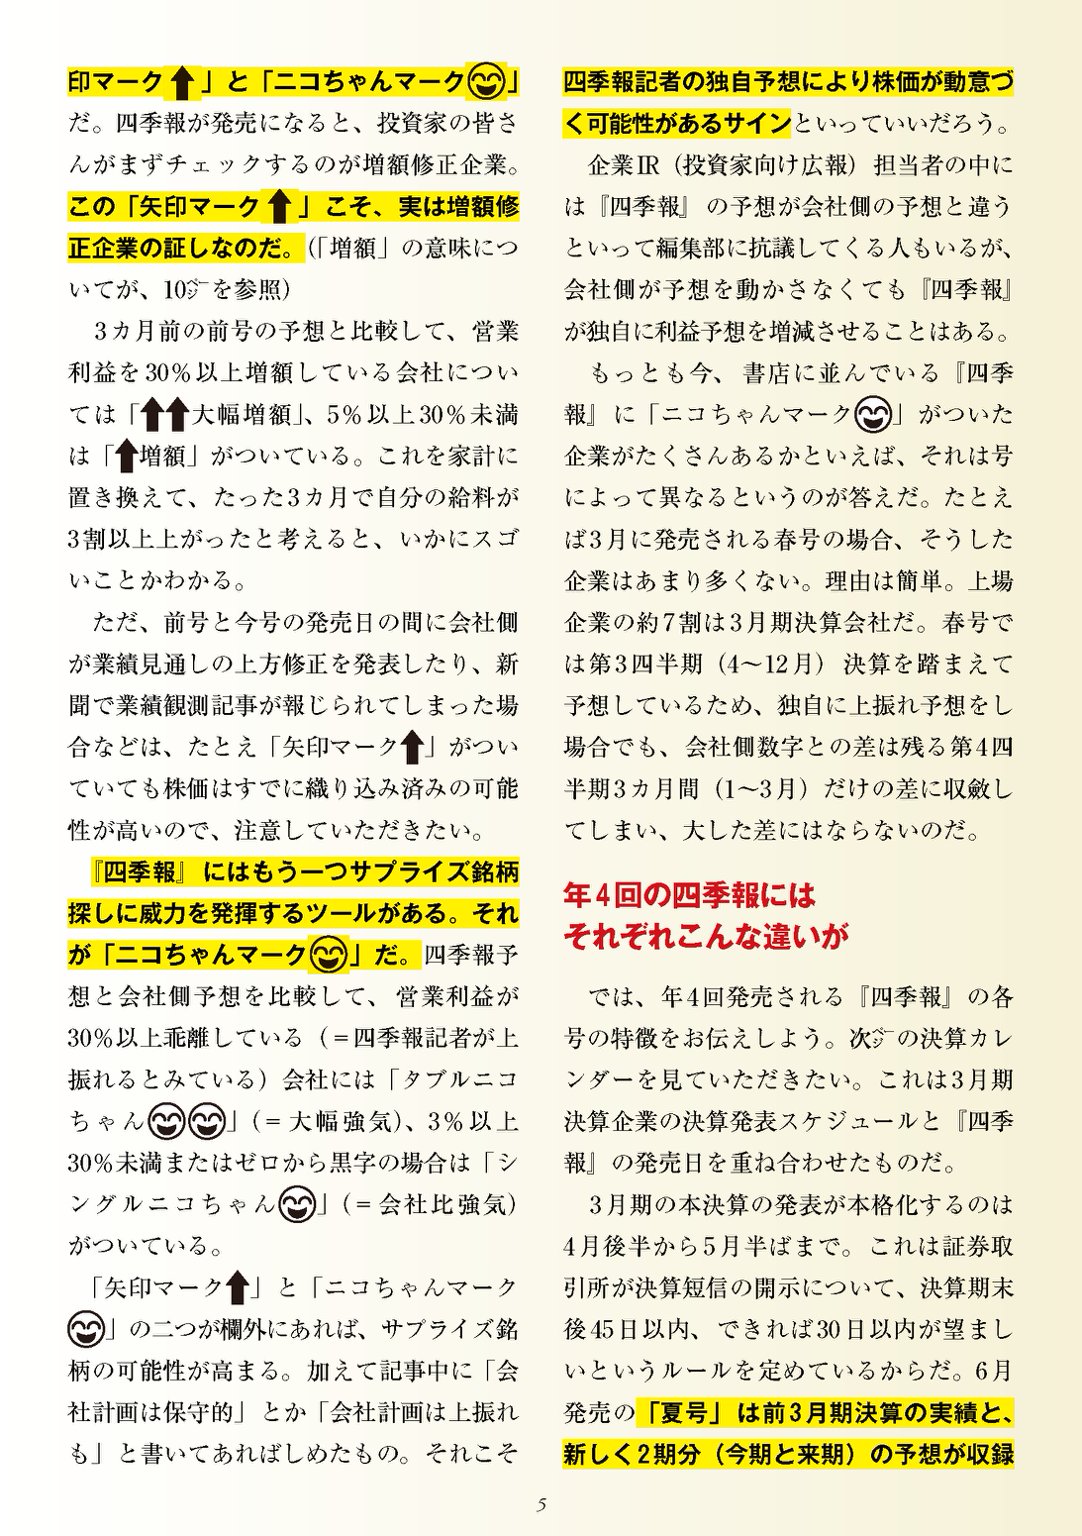 印マーク⬆」と「ニコちゃんマーク😄」
だ。四季報が発売になると、投資家の皆さ
んがまずチェックするのが増額修正企業。
この「矢印マーク⬆」こそ、実は増額修
正企業の証しなのだ。(「増額」の意味につ
いてが、10㌻を参照)
　3カ月前の前号の予想と比較して、営業
利益を30%以上増額している会社につい
ては「⬆⬆大幅増額」、5%以上30%未満
は「⬆増額」がついている。これを家計に
置き換えて、たった3カ月で自分の給料が
3割以上上がったと考えると、いかにスゴ
いことかわかる。
　ただ、前号と今号の発売日の間に会社側
が業績見通しの上方修正を発表したり、新
聞で業績観測記事が報じられてしまった場
合などは、たとえ「矢印マーク⬆」がつい
ていても株価はすでに織り込み済みの可能
性が高いので、注意していただきたい。
　『四季報』にはもう一つサプライズ銘柄
探しに威力を発揮するツールがある。それ
が「ニコちゃんマーク😄」だ。四季報予
想と会社側予想を比較して、営業利益が
30%以上乖離している（＝四季報記者が上
振れるとみている）会社には「タブルニコ
ちゃん😄😄」(＝大幅強気)、3%以上
30%未満またはゼロから黒字の場合は「シ
ングルニコちゃん😄」(＝会社比強気)
がついている。
　「矢印マーク⬆」と「ニコちゃんマーク
😄」の二つが欄外にあれば、サプライズ銘
柄の可能性が高まる。加えて記事中に「会
社計画は保守的」とか「会社計画は上振れ
も」と書いてあればしめたもの。それこそ
四季報記者の独自予想により株価が動意づ
く可能性があるサインといっていいだろう。
　企業IR（投資家向け広報）担当者の中に
は『四季報』の予想が会社側の予想と違う
といって編集部に抗議してくる人もいるが、
会社側が予想を動かさなくても『四季報』
が独自に利益予想を増減させることはある。
　もっとも今、書店に並んでいる『四季
報』に「ニコちゃんマーク😄」がついた
企業がたくさんあるかといえば、それは号
によって異なるというのが答えだ。たとえ
ば3月に発売される春号の場合、そうした
企業はあまり多くない。理由は簡単。上場
企業の約7割は3月期決算会社だ。春号で
は第3四半期（4～12月）決算を踏まえて
予想しているため、独自に上振れ予想をし
場合でも、会社側数字との差は残る第4四
半期3カ月間（1～3月）だけの差に収斂し
てしまい、大した差にはならないのだ。
年4回の四季報には
それぞれこんな違いが
　では、年4回発売される『四季報』の各
号の特徴をお伝えしよう。次㌻の決算カレ
ンダーを見ていただきたい。これは3月期
決算企業の決算発表スケジュールと『四季
報』の発売日を重ね合わせたものだ。
　3月期の本決算の発表が本格化するのは
4月後半から5月半ばまで。これは証券取
引所が決算短信の開示について、決算期末
後45日以内、できれば30日以内が望まし
いというルールを定めているからだ。6月
発売の「夏号」は前3月期決算の実績と、
新しく2期分（今期と来期）の予想が収録
5